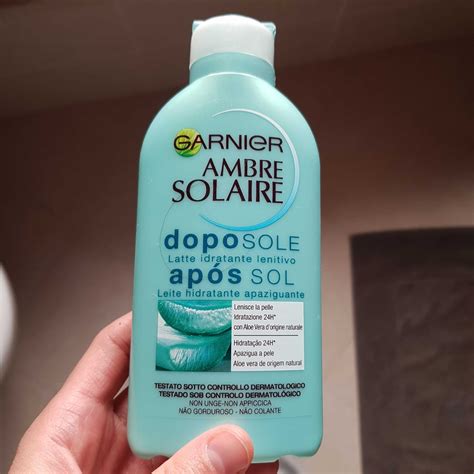 GARNIER
AMBRE
SOLAIRE
dopoSOLE
Latte idratante lenitivo
após SOL
Leite hidratante apaziguante
Lenisce la pelle
Idratazione 24H*
con Aloe Vera d'origine naturale
Hidratação 24H*
Apazigua a pele
Aloe vera de origem natural
TESTATO SOTTO CONTROLLO DERMATOLOGICO
TESTADO SOB CONTROLO DERMATOLÓGICO
NON UNGE-NON APPICCICA
NÃO GORDUROSO - NÃO COLANTE